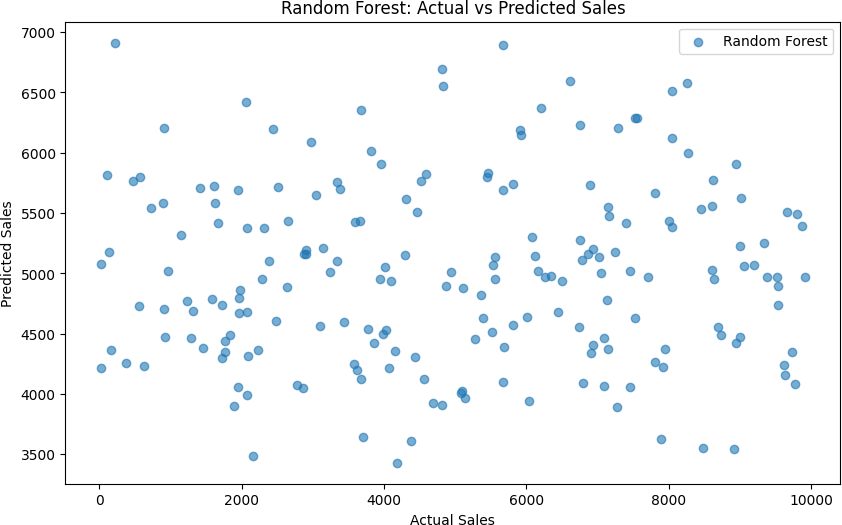 Random Forest: Actual vs Predicted Sales
Random Forest
7000
6500
6000
5500
5000
4500
4000
3500
Predicted Sales
0 2000 4000 6000 8000 10000
Actual Sales